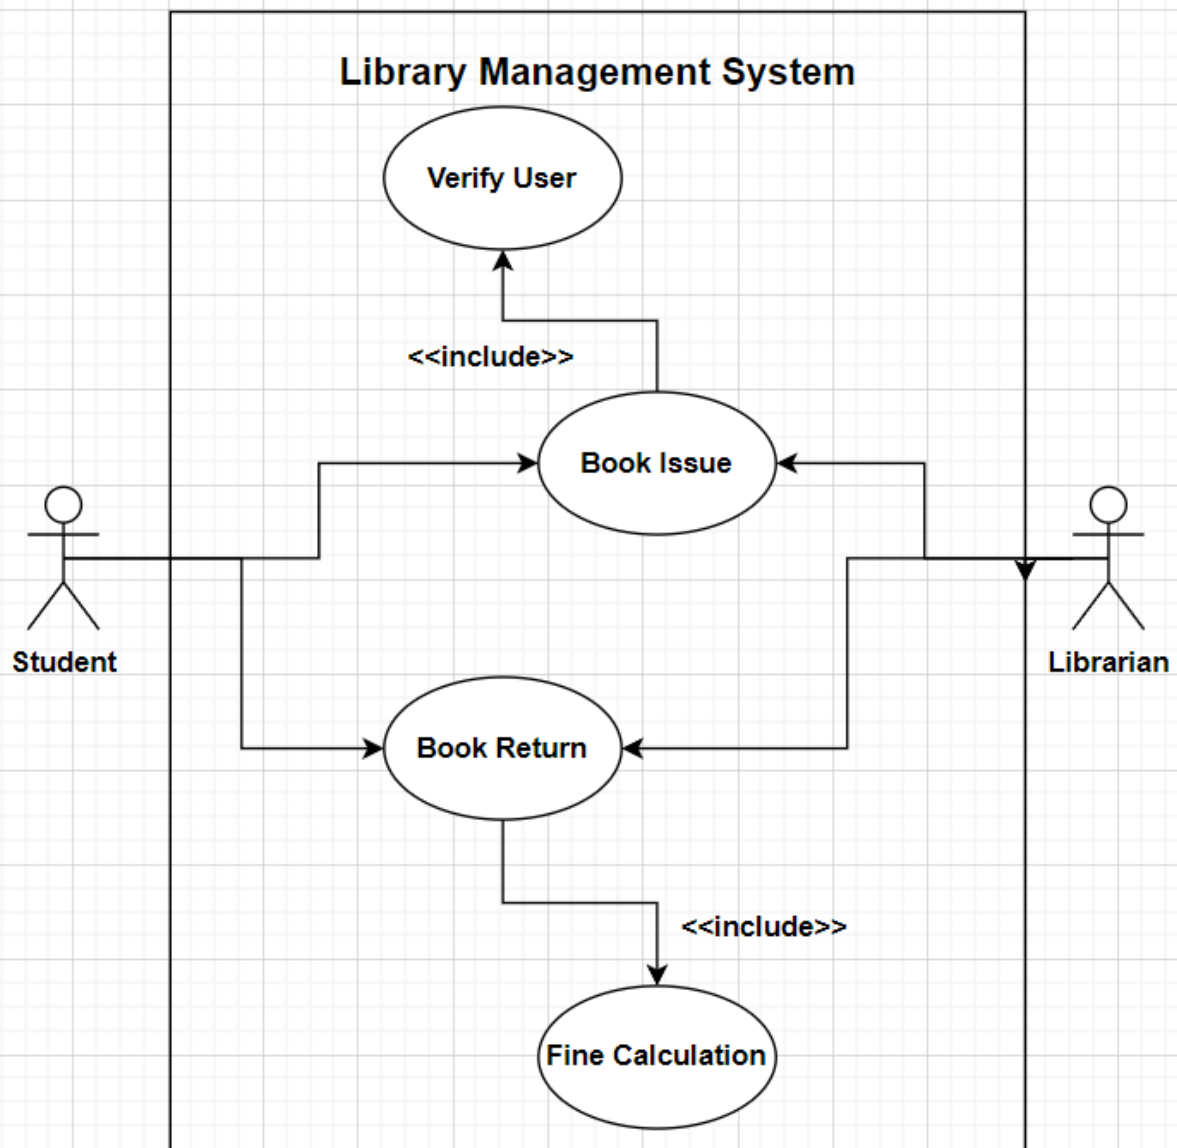 Library Management System
Verify User
<<include>>
Book Issue
Student
Librarian
Book Return
<<include>>
Fine Calculation